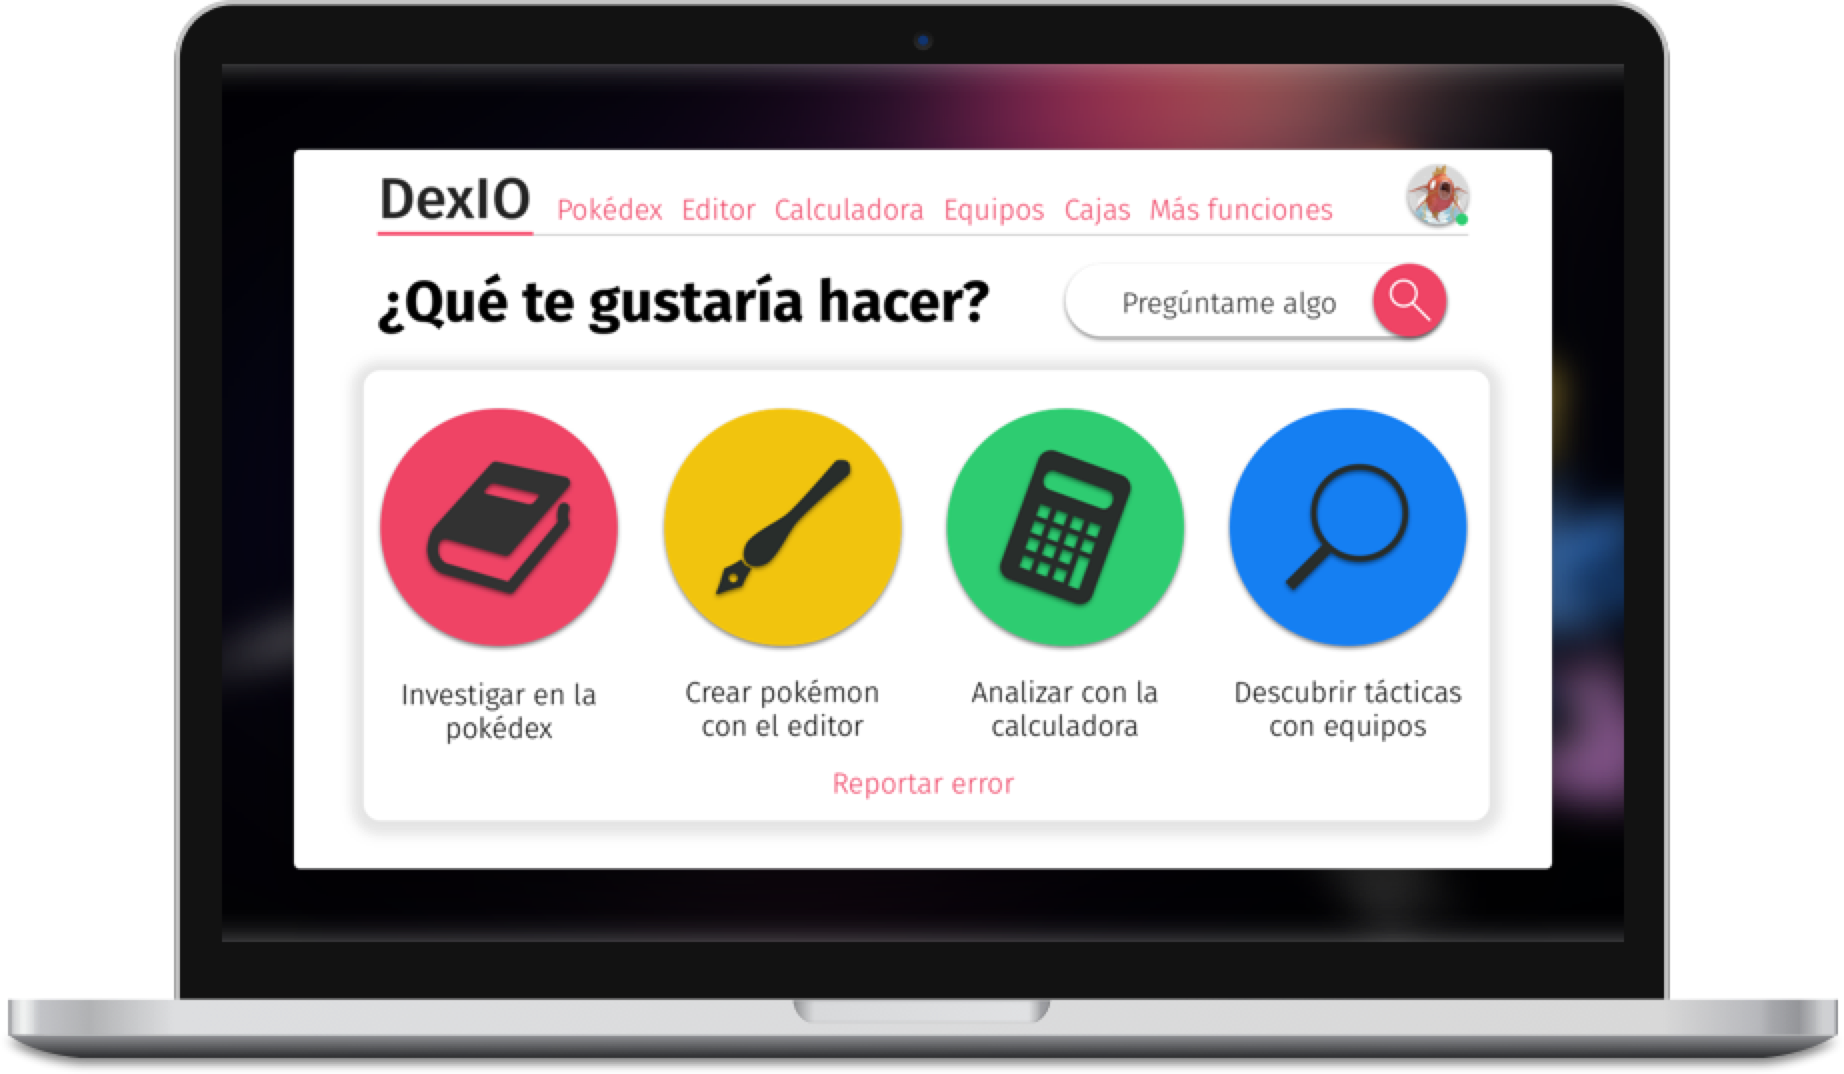 DexIO Pokédex Editor Calculadora Equipos Cajas Más funciones
¿Qué te gustaría hacer?
Pregúntame algo
Investigar en la
pokédex
Crear pokémon
con el editor
Analizar con la
calculadora
Descubrir tácticas
con equipos
Reportar error